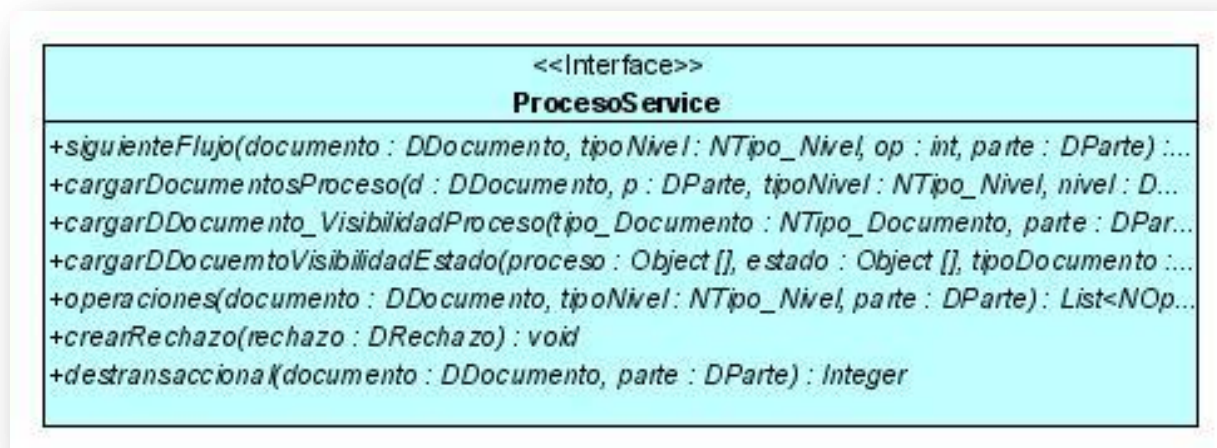 <<Interface>>
ProcesoService
+siguienteFlujo(documento : DDocumento, tipoNivel : NTipo_Nivel, op : int, parte : DParte) :...
+cargarDocumentosProceso(d : DDocumento, p : DParte, tipoNivel : NTipo_Nivel, nivel : D...
+cargarDDocumento_VisibilidadProceso(tipo_Documento : NTipo_Documento, parte : DPar...
+cargarDDocuemtoVisibilidadEstado(proceso : Object [], estado : Object [], tipoDocumento :...
+operaciones(documento : DDocumento, tipoNivel : NTipo_Nivel, parte : DParte) : List<NOp...
+crearRechazo(rechazo : DRechazo) : void
+destransaccional(documento : DDocumento, parte : DParte) : Integer